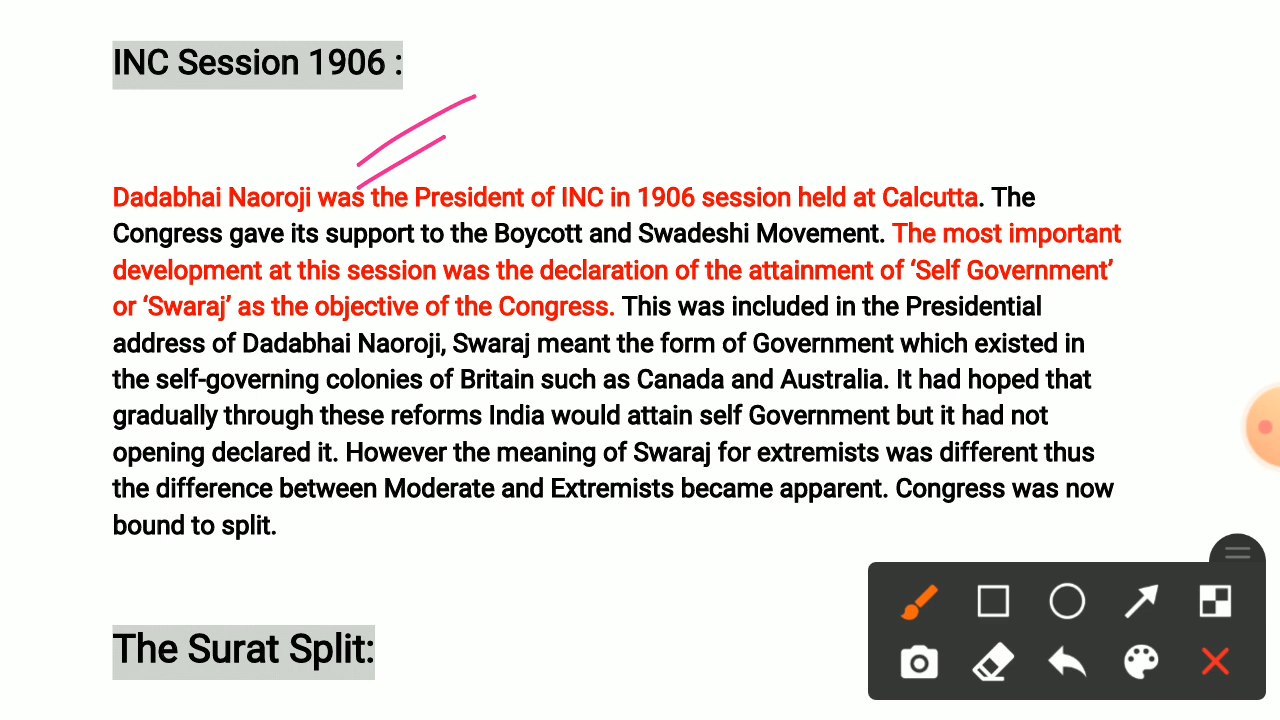 INC Session 1906 :
Dadabhai Naoroji was the President of INC in 1906 session held at Calcutta. The
Congress gave its support to the Boycott and Swadeshi Movement. The most important
development at this session was the declaration of the attainment of ‘Self Government’
or ‘Swaraj’ as the objective of the Congress. This was included in the Presidential
address of Dadabhai Naoroji, Swaraj meant the form of Government which existed in
the self-governing colonies of Britain such as Canada and Australia. It had hoped that
gradually through these reforms India would attain self Government but it had not
opening declared it. However the meaning of Swaraj for extremists was different thus
the difference between Moderate and Extremists became apparent. Congress was now
bound to split.
The Surat Split: